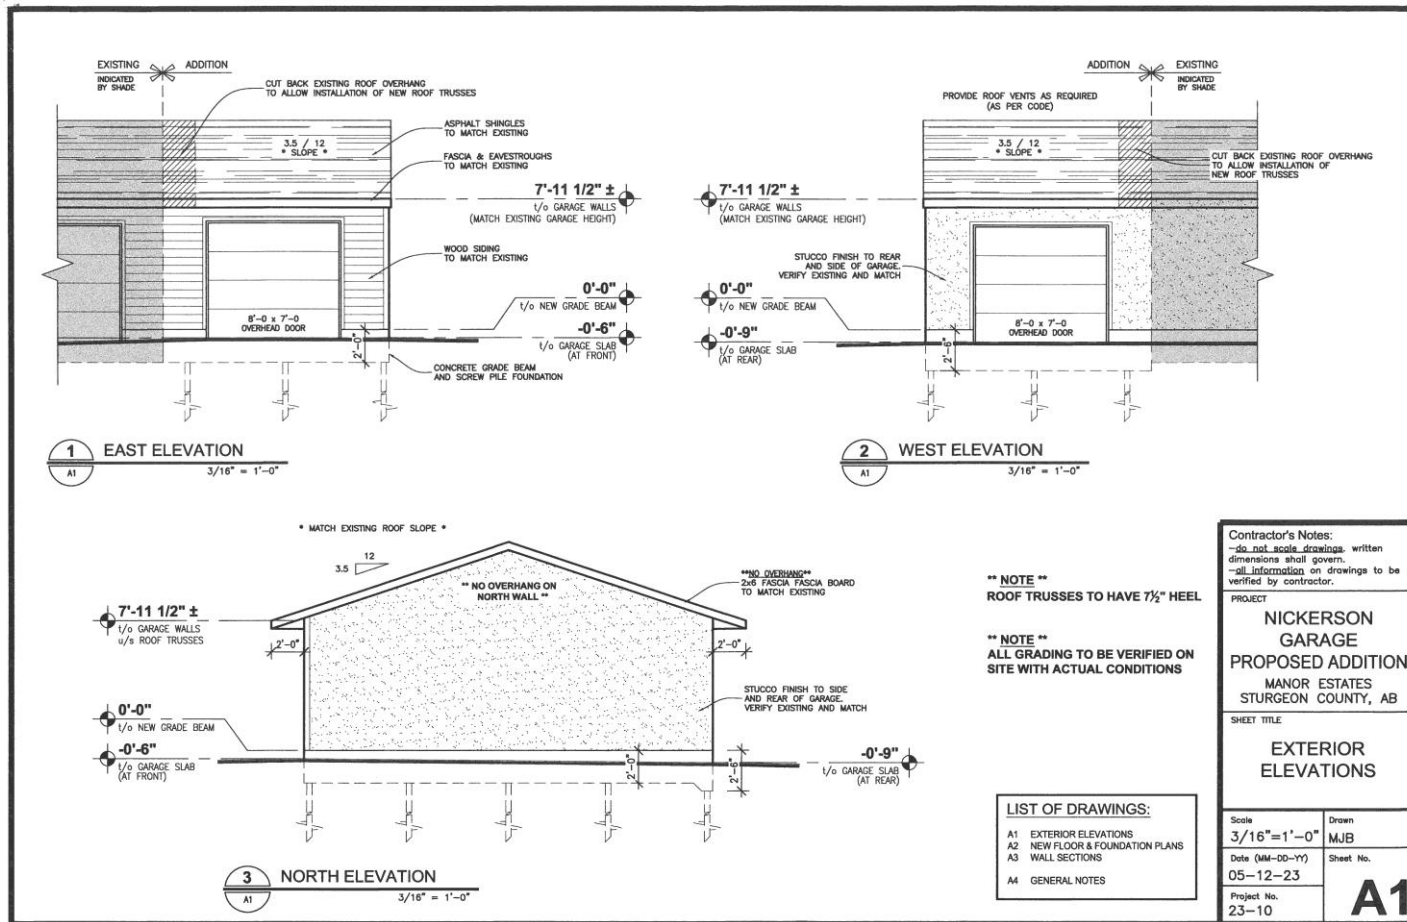 EXISTING
INDICATED
BY SHADE
ADDITION
CUT BACK EXISTING ROOF OVERHANG
TO ALLOW INSTALLATION OF NEW ROOF TRUSSES
ASPHALT SHINGLES
TO MATCH EXISTING
3.5 / 12
* SLOPE *
FASCIA & EAVESTROUGHS
TO MATCH EXISTING
7'-11 1/2" ±
t/o GARAGE WALLS
(MATCH EXISTING GARAGE HEIGHT)
WOOD SIDING
TO MATCH EXISTING
0'-0"
t/o NEW GRADE BEAM
8'-0 x 7'-0
OVERHEAD DOOR
-0'-6"
t/o GARAGE SLAB
(AT FRONT)
2'-0"
CONCRETE GRADE BEAM
AND SCREW PILE FOUNDATION
1
A1
EAST ELEVATION
3/16" = 1'-0"
ADDITION
EXISTING
INDICATED
BY SHADE
PROVIDE ROOF VENTS AS REQUIRED
(AS PER CODE)
3.5 / 12
* SLOPE *
CUT BACK EXISTING ROOF OVERHANG
TO ALLOW INSTALLATION OF
NEW ROOF TRUSSES
7'-11 1/2" ±
t/o GARAGE WALLS
(MATCH EXISTING GARAGE HEIGHT)
STUCCO FINISH TO REAR
AND SIDE OF GARAGE.
VERIFY EXISTING AND MATCH
0'-0"
t/o NEW GRADE BEAM
8'-0 x 7'-0
OVERHEAD DOOR
-0'-9"
t/o GARAGE SLAB
(AT REAR)
2'-6"
2
A1
WEST ELEVATION
3/16" = 1'-0"
* MATCH EXISTING ROOF SLOPE *
12
3.5
** NO OVERHANG ON
NORTH WALL **
**NO OVERHANG**
2x6 FASCIA FASCIA BOARD
TO MATCH EXISTING
7'-11 1/2" ±
t/o GARAGE WALLS
u/s ROOF TRUSSES
2'-0"
2'-0"
STUCCO FINISH TO SIDE
AND REAR OF GARAGE.
VERIFY EXISTING AND MATCH
0'-0"
t/o NEW GRADE BEAM
-0'-6"
t/o GARAGE SLAB
(AT FRONT)
2'-0"
2'-6"
-0'-9"
t/o GARAGE SLAB
(AT REAR)
3
A1
NORTH ELEVATION
3/16" = 1'-0"
** NOTE **
ROOF TRUSSES TO HAVE 7½" HEEL
** NOTE **
ALL GRADING TO BE VERIFIED ON
SITE WITH ACTUAL CONDITIONS
LIST OF DRAWINGS:
A1 EXTERIOR ELEVATIONS
A2 NEW FLOOR & FOUNDATION PLANS
A3 WALL SECTIONS
A4 GENERAL NOTES
Contractor's Notes:
-do not scale drawings. written
dimensions shall govern.
-all information on drawings to be
verified by contractor.
PROJECT
NICKERSON
GARAGE
PROPOSED ADDITION
MANOR ESTATES
STURGEON COUNTY, AB
SHEET TITLE
EXTERIOR
ELEVATIONS
Scale
3/16"=1'-0"
Drawn
MJB
Date (MM-DD-YY)
05-12-23
Sheet No.
A1
Project No.
23-10